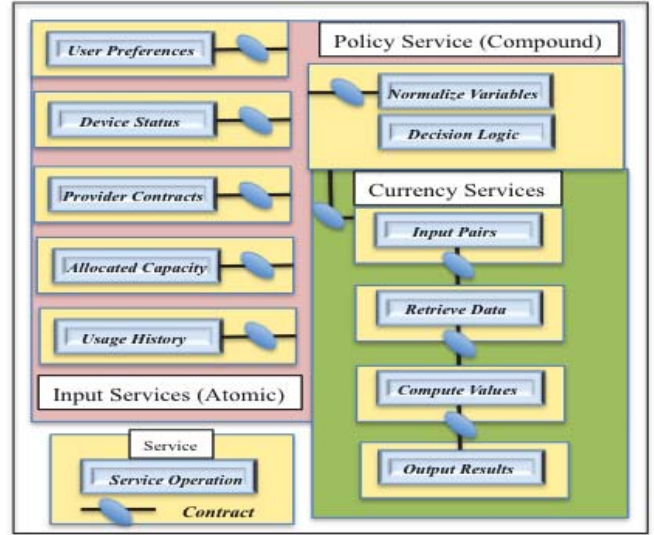 User Preferences
Device Status
Provider Contracts
Allocated Capacity
Usage History
Input Services (Atomic)
Policy Service (Compound)
Normalize Variables
Decision Logic
Currency Services
Input Pairs
Retrieve Data
Compute Values
Output Results
Service
Service Operation
Contract